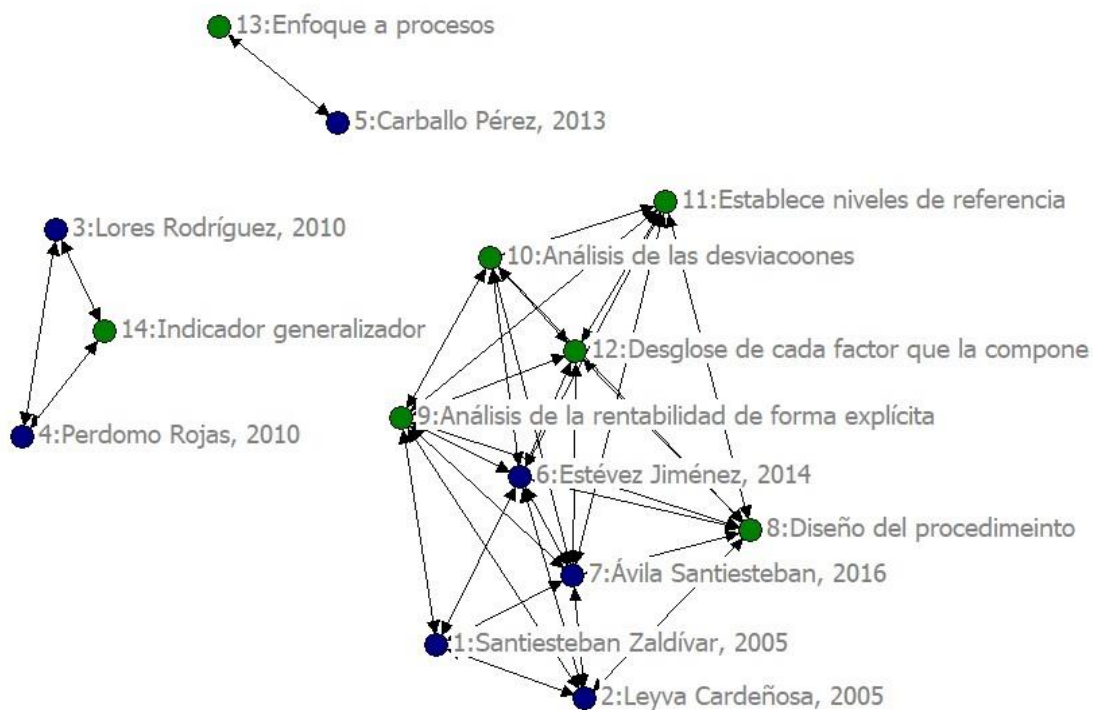 13:Enfoque a procesos
5:Carballo Pérez, 2013
11:Establece niveles de referencia
3:Lores Rodríguez, 2010
10:Análisis de las desviacoones
14:Indicador generalizador
12:Desglose de cada factor que la compone
9:Análisis de la rentabilidad de forma explícita
4:Perdomo Rojas, 2010
6:Estévez Jiménez, 2014
8:Diseño del procedimeinto
7:Ávila Santiesteban, 2016
1:Santiesteban Zaldívar, 2005
2:Leyva Cardeñosa, 2005